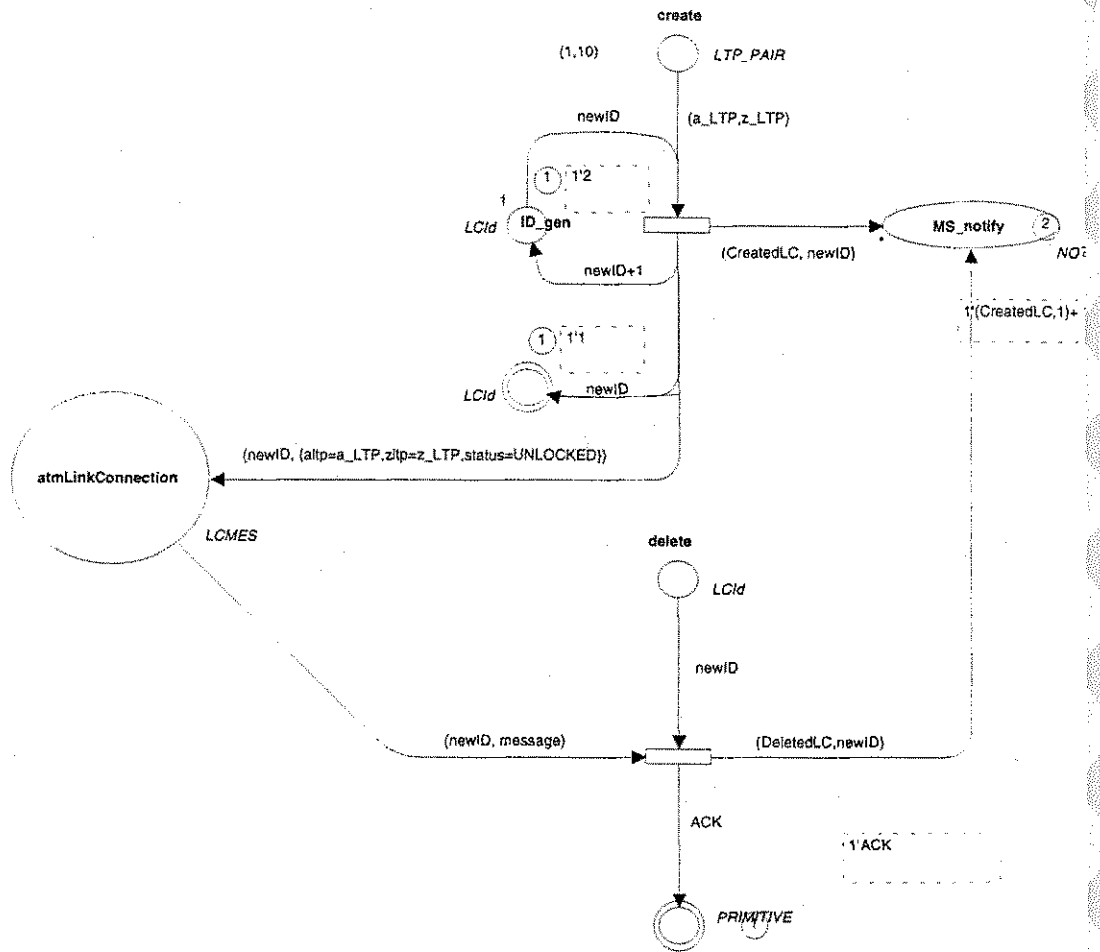 create
(1,10)
LTP_PAIR
newID
(a_LTP,z_LTP)
1
1'2
1
LCId
ID_gen
MS_notify
2
(CreatedLC, newID)
newID+1
1'(CreatedLC,1)+
1
1'1
LCId
newID
(newID, {altp=a_LTP,zltp=z_LTP,status=UNLOCKED})
atmLinkConnection
LCMES
delete
LCId
newID
(newID, message)
(DeletedLC,newID)
ACK
1'ACK
PRIMITIVE
1